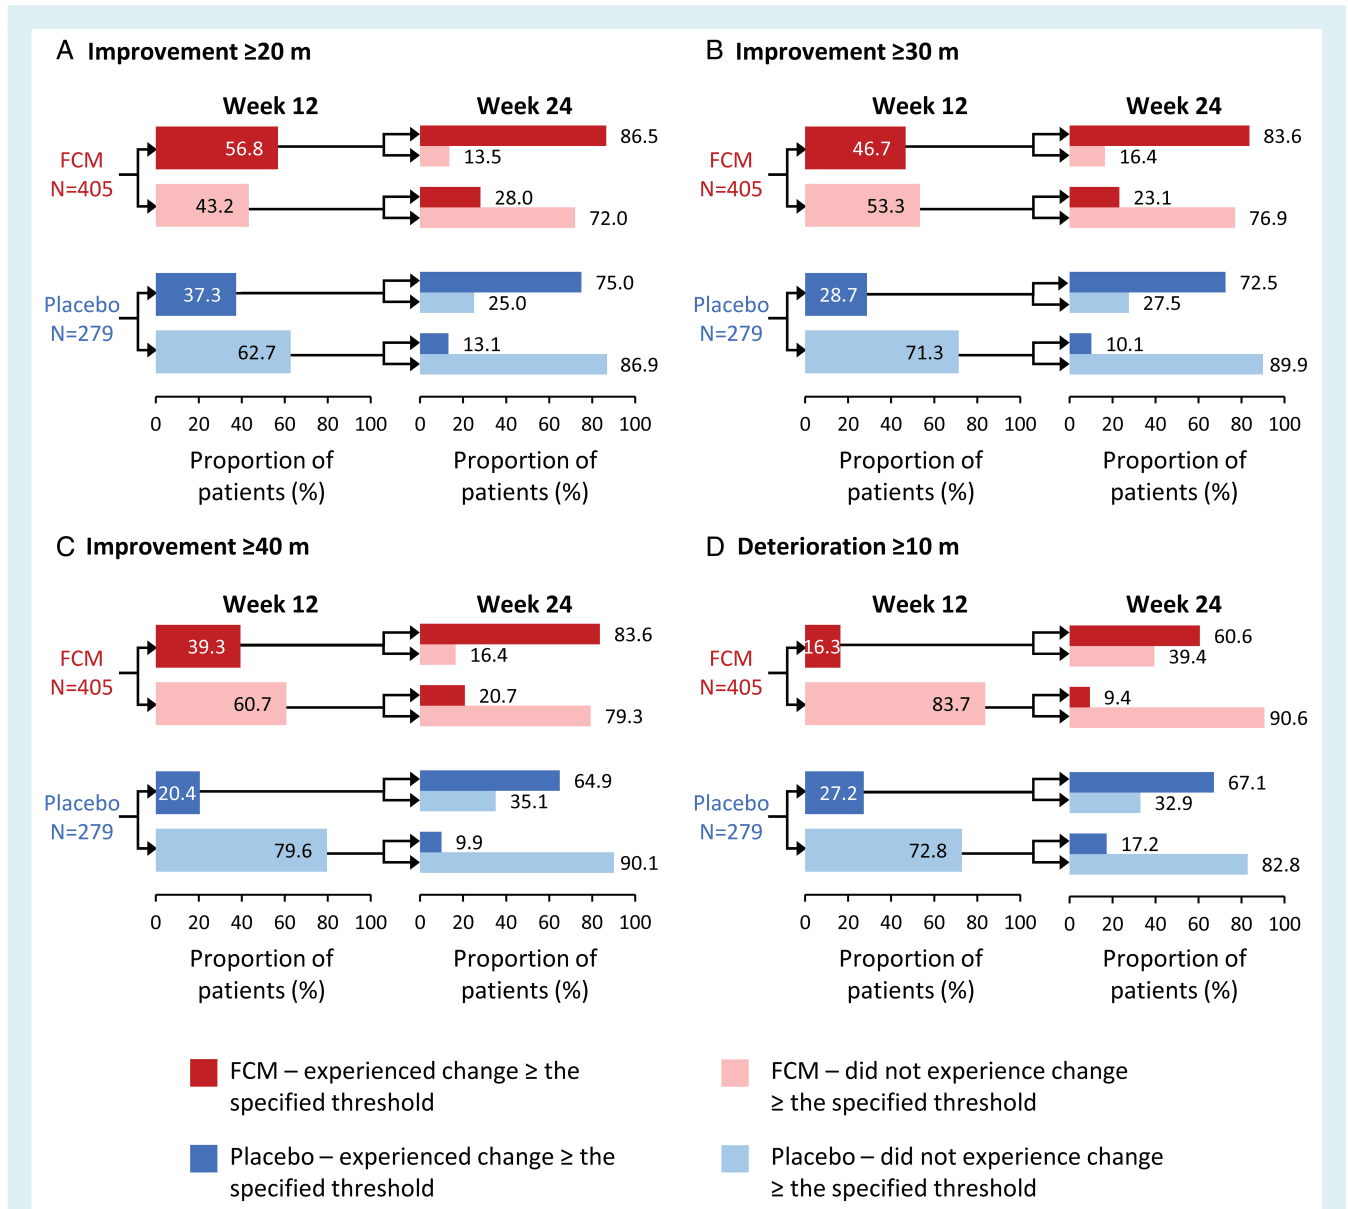 A Improvement ≥20 m
Week 12 Week 24
FCM
N=405
56.8
43.2
86.5
13.5
28.0
72.0
Placebo
N=279
37.3
62.7
75.0
25.0
13.1
86.9
0 20 40 60 80 100 0 20 40 60 80 100
Proportion of Proportion of
patients (%) patients (%)
B Improvement ≥30 m
Week 12 Week 24
FCM
N=405
46.7
53.3
83.6
16.4
23.1
76.9
Placebo
N=279
28.7
71.3
72.5
27.5
10.1
89.9
0 20 40 60 80 100 0 20 40 60 80 100
Proportion of Proportion of
patients (%) patients (%)
C Improvement ≥40 m
Week 12 Week 24
FCM
N=405
39.3
60.7
83.6
16.4
20.7
79.3
Placebo
N=279
20.4
79.6
64.9
35.1
9.9
90.1
0 20 40 60 80 100 0 20 40 60 80 100
Proportion of Proportion of
patients (%) patients (%)
D Deterioration ≥10 m
Week 12 Week 24
FCM
N=405
16.3
83.7
60.6
39.4
9.4
90.6
Placebo
N=279
27.2
72.8
67.1
32.9
17.2
82.8
0 20 40 60 80 100 0 20 40 60 80 100
Proportion of Proportion of
patients (%) patients (%)
FCM – experienced change ≥ the
specified threshold
FCM – did not experience change
≥ the specified threshold
Placebo – experienced change ≥ the
specified threshold
Placebo – did not experience change
≥ the specified threshold